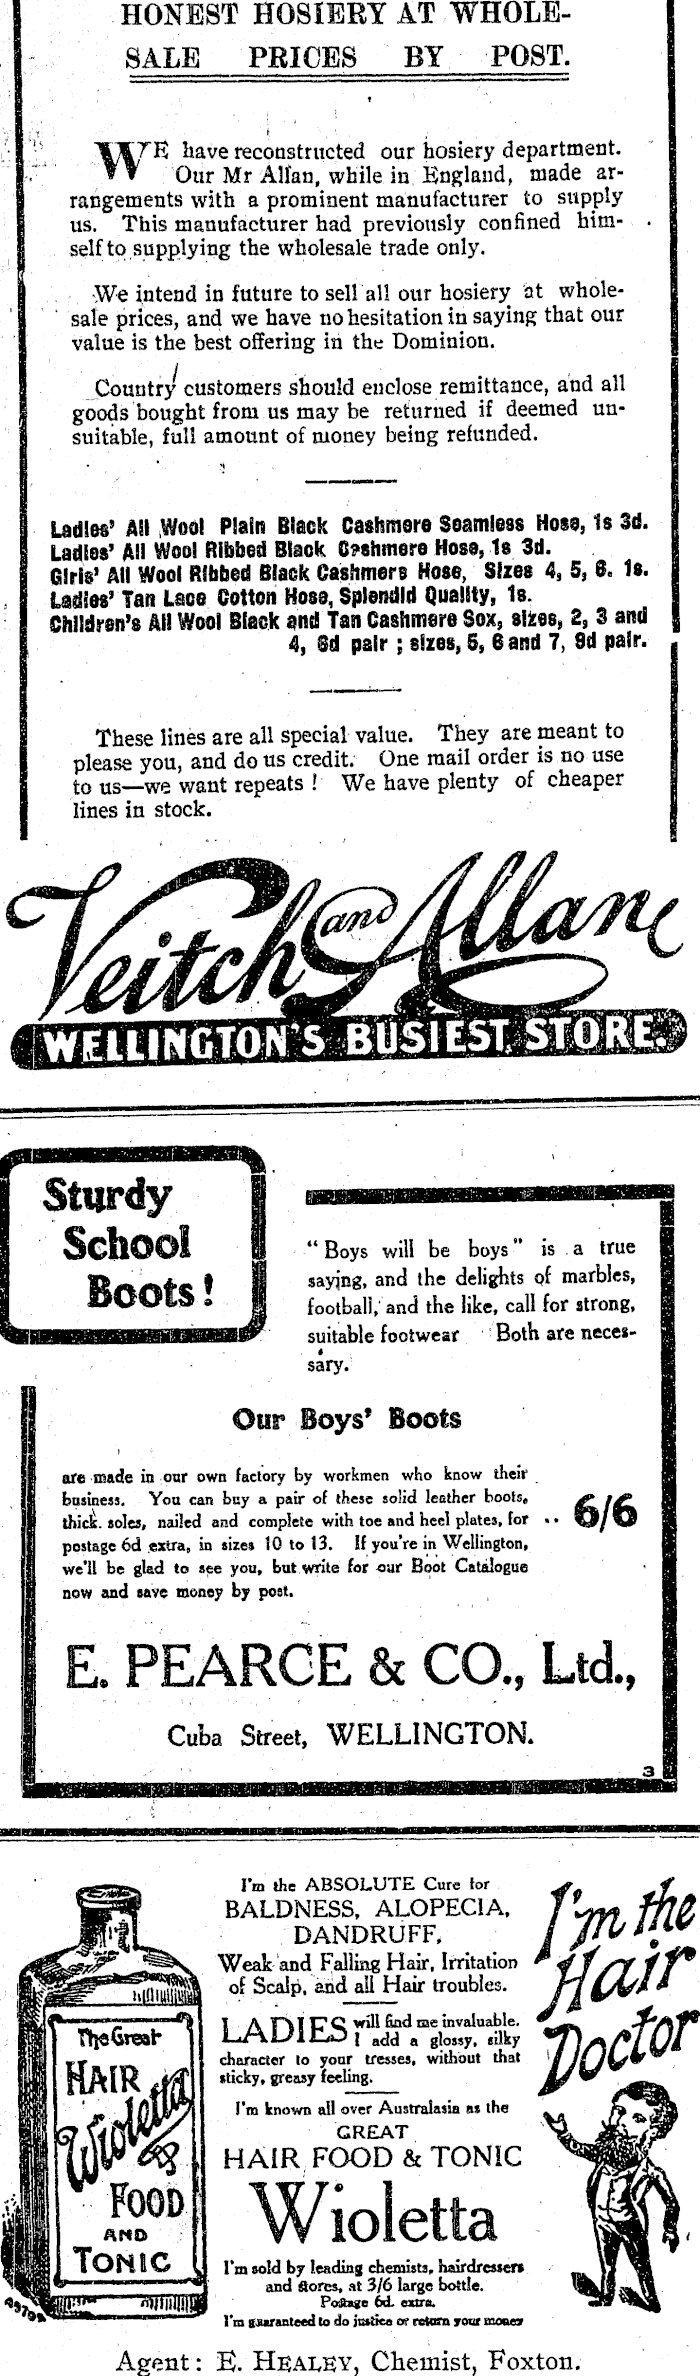 HONEST HOSIERY AT WHOLE-
SALE PRICES BY POST.
WE have reconstructed our hosiery department.
Our Mr Allan, while in England, made ar-
rangements with a prominent manufacturer to supply
us. This manufacturer had previously confined him-
self to supplying the wholesale trade only.
We intend in future to sell all our hosiery at whole-
sale prices, and we have no hesitation in saying that our
value is the best offering in the Dominion.
Country customers should enclose remittance, and all
goods bought from us may be returned if deemed un-
suitable, full amount of money being refunded.
Ladies' All Wool Plain Black Cashmere Seamless Hose, 1s 3d.
Ladies' All Wool Ribbed Black Cashmere Hose, 1s 3d.
Girls' All Wool Ribbed Black Cashmere Hose, Sizes 4, 5, 6. 1s.
Ladies' Tan Lace Cotton Hose, Splendid Quality, 1s.
Children's All Wool Black and Tan Cashmere Sox, sizes, 2, 3 and
4, 6d pair ; sizes, 5, 6 and 7, 9d pair.
These lines are all special value. They are meant to
please you, and do us credit. One mail order is no use
to us—we want repeats ! We have plenty of cheaper
lines in stock.
Veitch and Allan
WELLINGTON'S BUSIEST STORE.
Sturdy
School
Boots!
"Boys will be boys" is a true
saying, and the delights of marbles,
football, and the like, call for strong,
suitable footwear Both are neces-
sary.
Our Boys' Boots
are made in our own factory by workmen who know their
business. You can buy a pair of these solid leather boots,
thick soles, nailed and complete with toe and heel plates, for .. 6/6
postage 6d extra, in sizes 10 to 13. If you're in Wellington,
we'll be glad to see you, but write for our Boot Catalogue
now and save money by post.
E. PEARCE & CO., Ltd.,
Cuba Street, WELLINGTON.
3
I'm the ABSOLUTE Cure for
BALDNESS, ALOPECIA,
DANDRUFF,
Weak and Falling Hair, Irritation
of Scalp, and all Hair troubles.
LADIES will find me invaluable.
I add a glossy, silky
character to your tresses, without that
sticky, greasy feeling.
I'm known all over Australasia as the
GREAT
HAIR FOOD & TONIC
Wioletta
I'm sold by leading chemists, hairdressers
and stores, at 3/6 large bottle.
Postage 6d. extra.
I'm guaranteed to do justice or return your money
The Great
HAIR
Wioletta
FOOD
AND
TONIC
I'm the
Hair
Doctor
Agent: E. HEALEY, Chemist, Foxton.